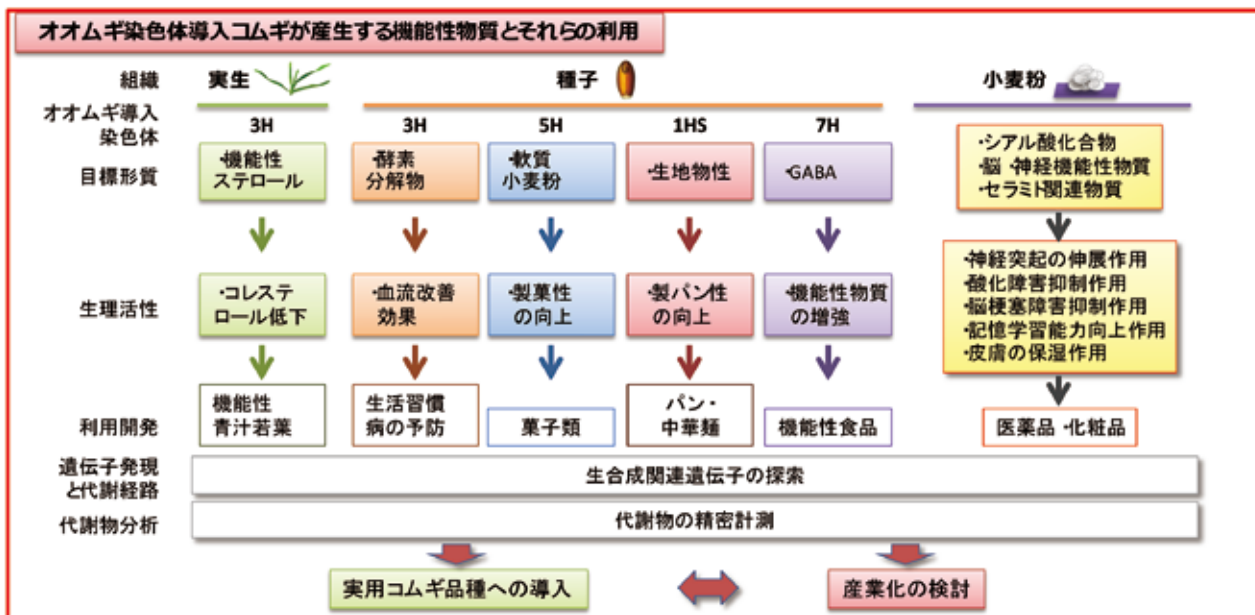 オオムギ染色体導入コムギが産生する機能性物質とそれらの利用
組織
実生
種子
小麦粉
オオムギ導入
染色体
3H
3H
5H
1HS
7H
目標形質
・機能性
ステロール
・酵素
分解物
・軟質
小麦粉
・生地物性
・GABA
・シアル酸化合物
・脳・神経機能性物質
・セラミド関連物質
生理活性
・コレステ
ロール低下
・血流改善
効果
・製菓性
の向上
・製パン性
の向上
・機能性物質
の増強
・神経突起の伸展作用
・酸化障害抑制作用
・脳梗塞障害抑制作用
・記憶学習能力向上作用
・皮膚の保湿作用
利用開発
機能性
青汁若葉
生活習慣
病の予防
菓子類
パン・
中華麺
機能性食品
医薬品・化粧品
遺伝子発現
と代謝経路
生合成関連遺伝子の探索
代謝物分析
代謝物の精密計測
実用コムギ品種への導入
産業化の検討